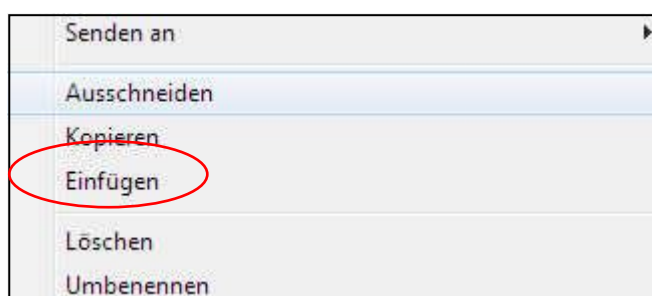 Senden an
Ausschneiden
Kopieren
Einfügen
Löschen
Umbenennen